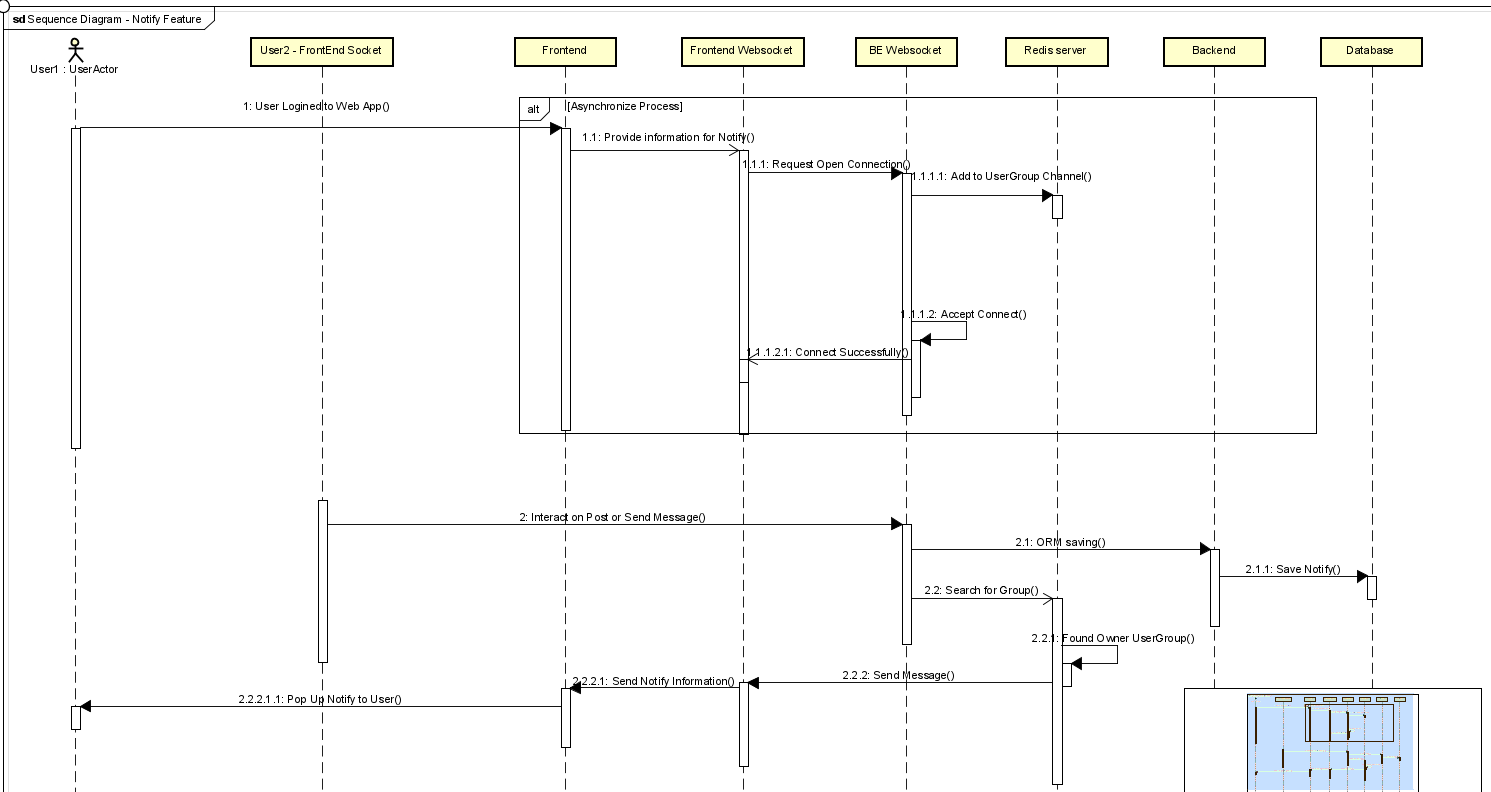 sd Sequence Diagram - Notify Feature
User1 : UserActor
User2 - FrontEnd Socket
Frontend
Frontend Websocket
BE Websocket
Redis server
Backend
Database
alt
[Asynchronize Process]
1: User Logined to Web App()
1.1: Provide information for Notify()
1.1.1: Request Open Connection()
1.1.1.1: Add to UserGroup Channel()
1.1.1.2: Accept Connect()
1.1.1.2.1: Connect Successfully()
2: Interact on Post or Send Message()
2.1: ORM saving()
2.1.1: Save Notify()
2.2: Search for Group()
2.2.1: Found Owner UserGroup()
2.2.2: Send Message()
2.2.2.1: Send Notify Information()
2.2.2.1.1: Pop Up Notify to User()